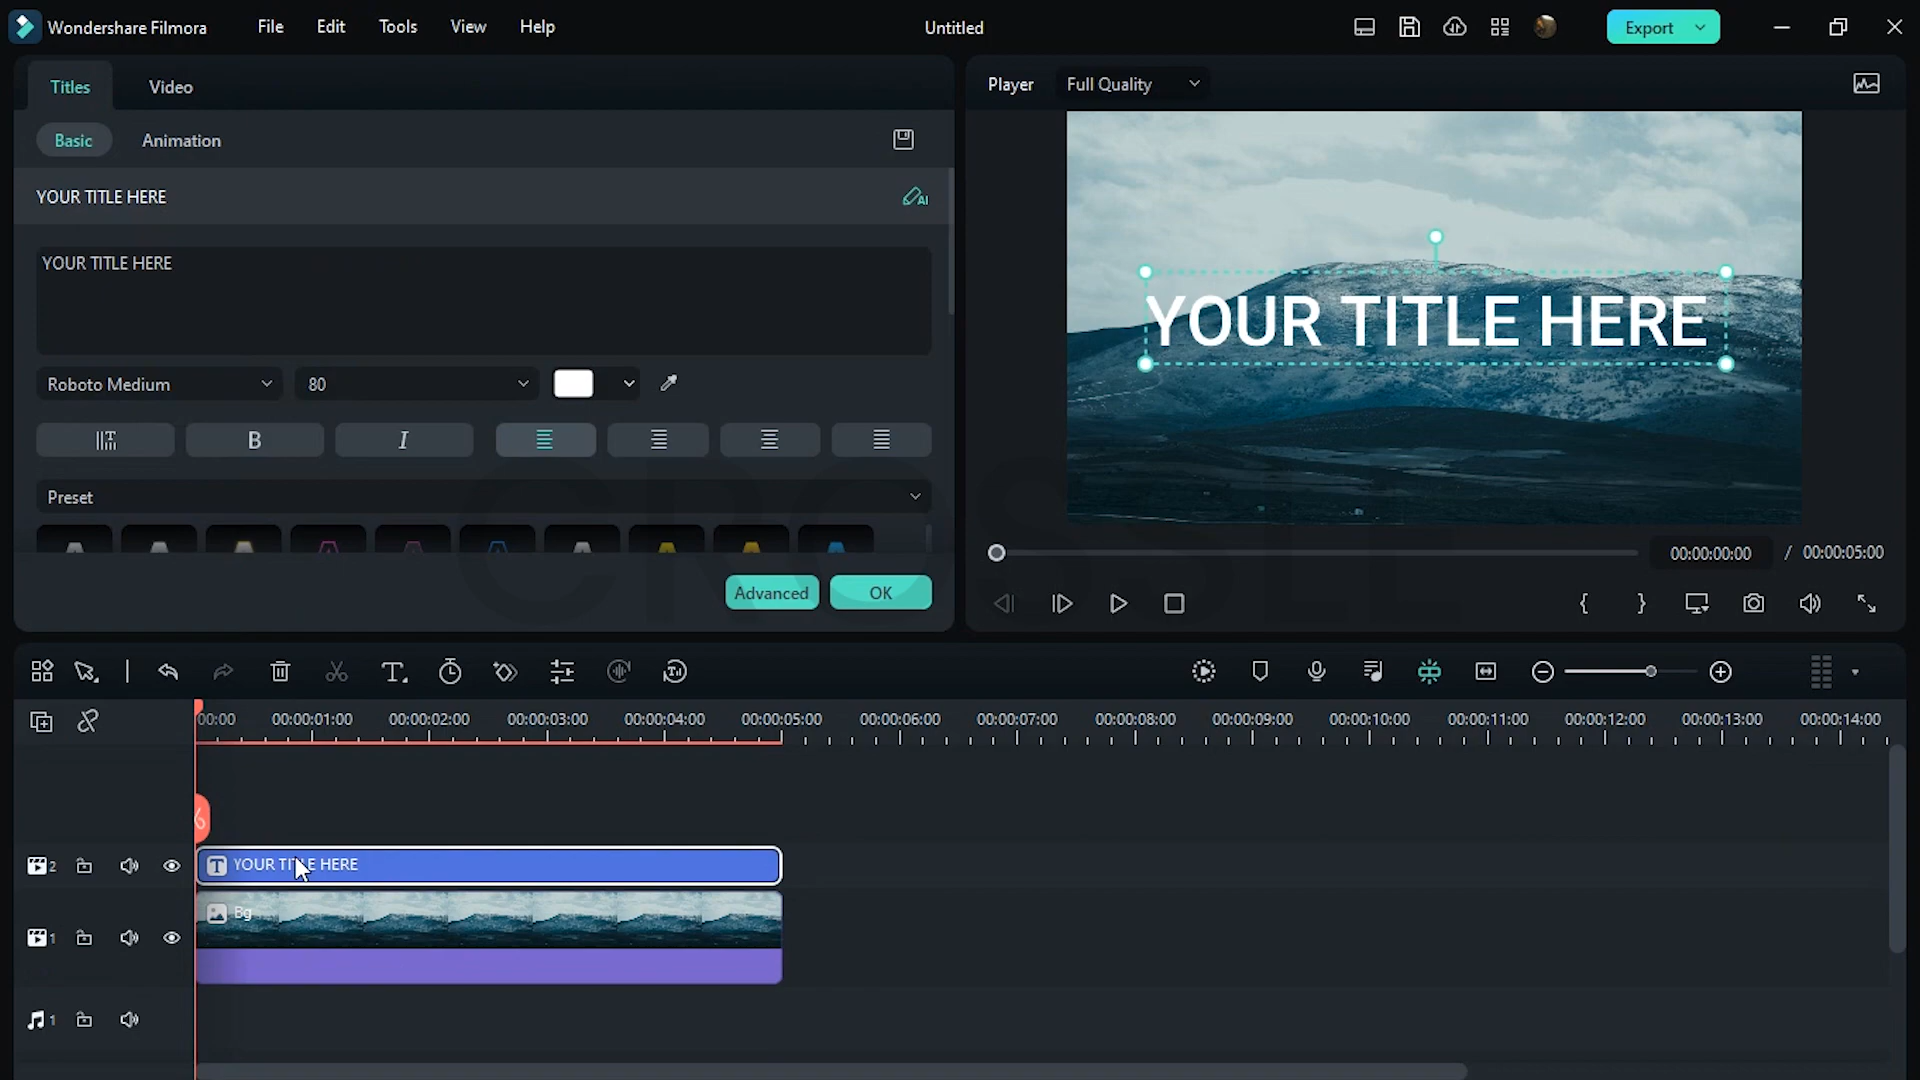 Wondershare Filmora File Edit Tools View Help Untitled Export
Titles Video
Player Full Quality
Basic Animation
YOUR TITLE HERE
AI
YOUR TITLE HERE
YOUR TITLE HERE
Roboto Medium 80
B I
Preset
00:00:00:00 / 00:00:05:00
Advanced OK
00:00 00:00:01:00 00:00:02:00 00:00:03:00 00:00:04:00 00:00:05:00 00:00:06:00 00:00:07:00 00:00:08:00 00:00:09:00 00:00:10:00 00:00:11:00 00:00:12:00 00:00:13:00 00:00:14:00
2 T YOUR TITLE HERE
Bg
1
1